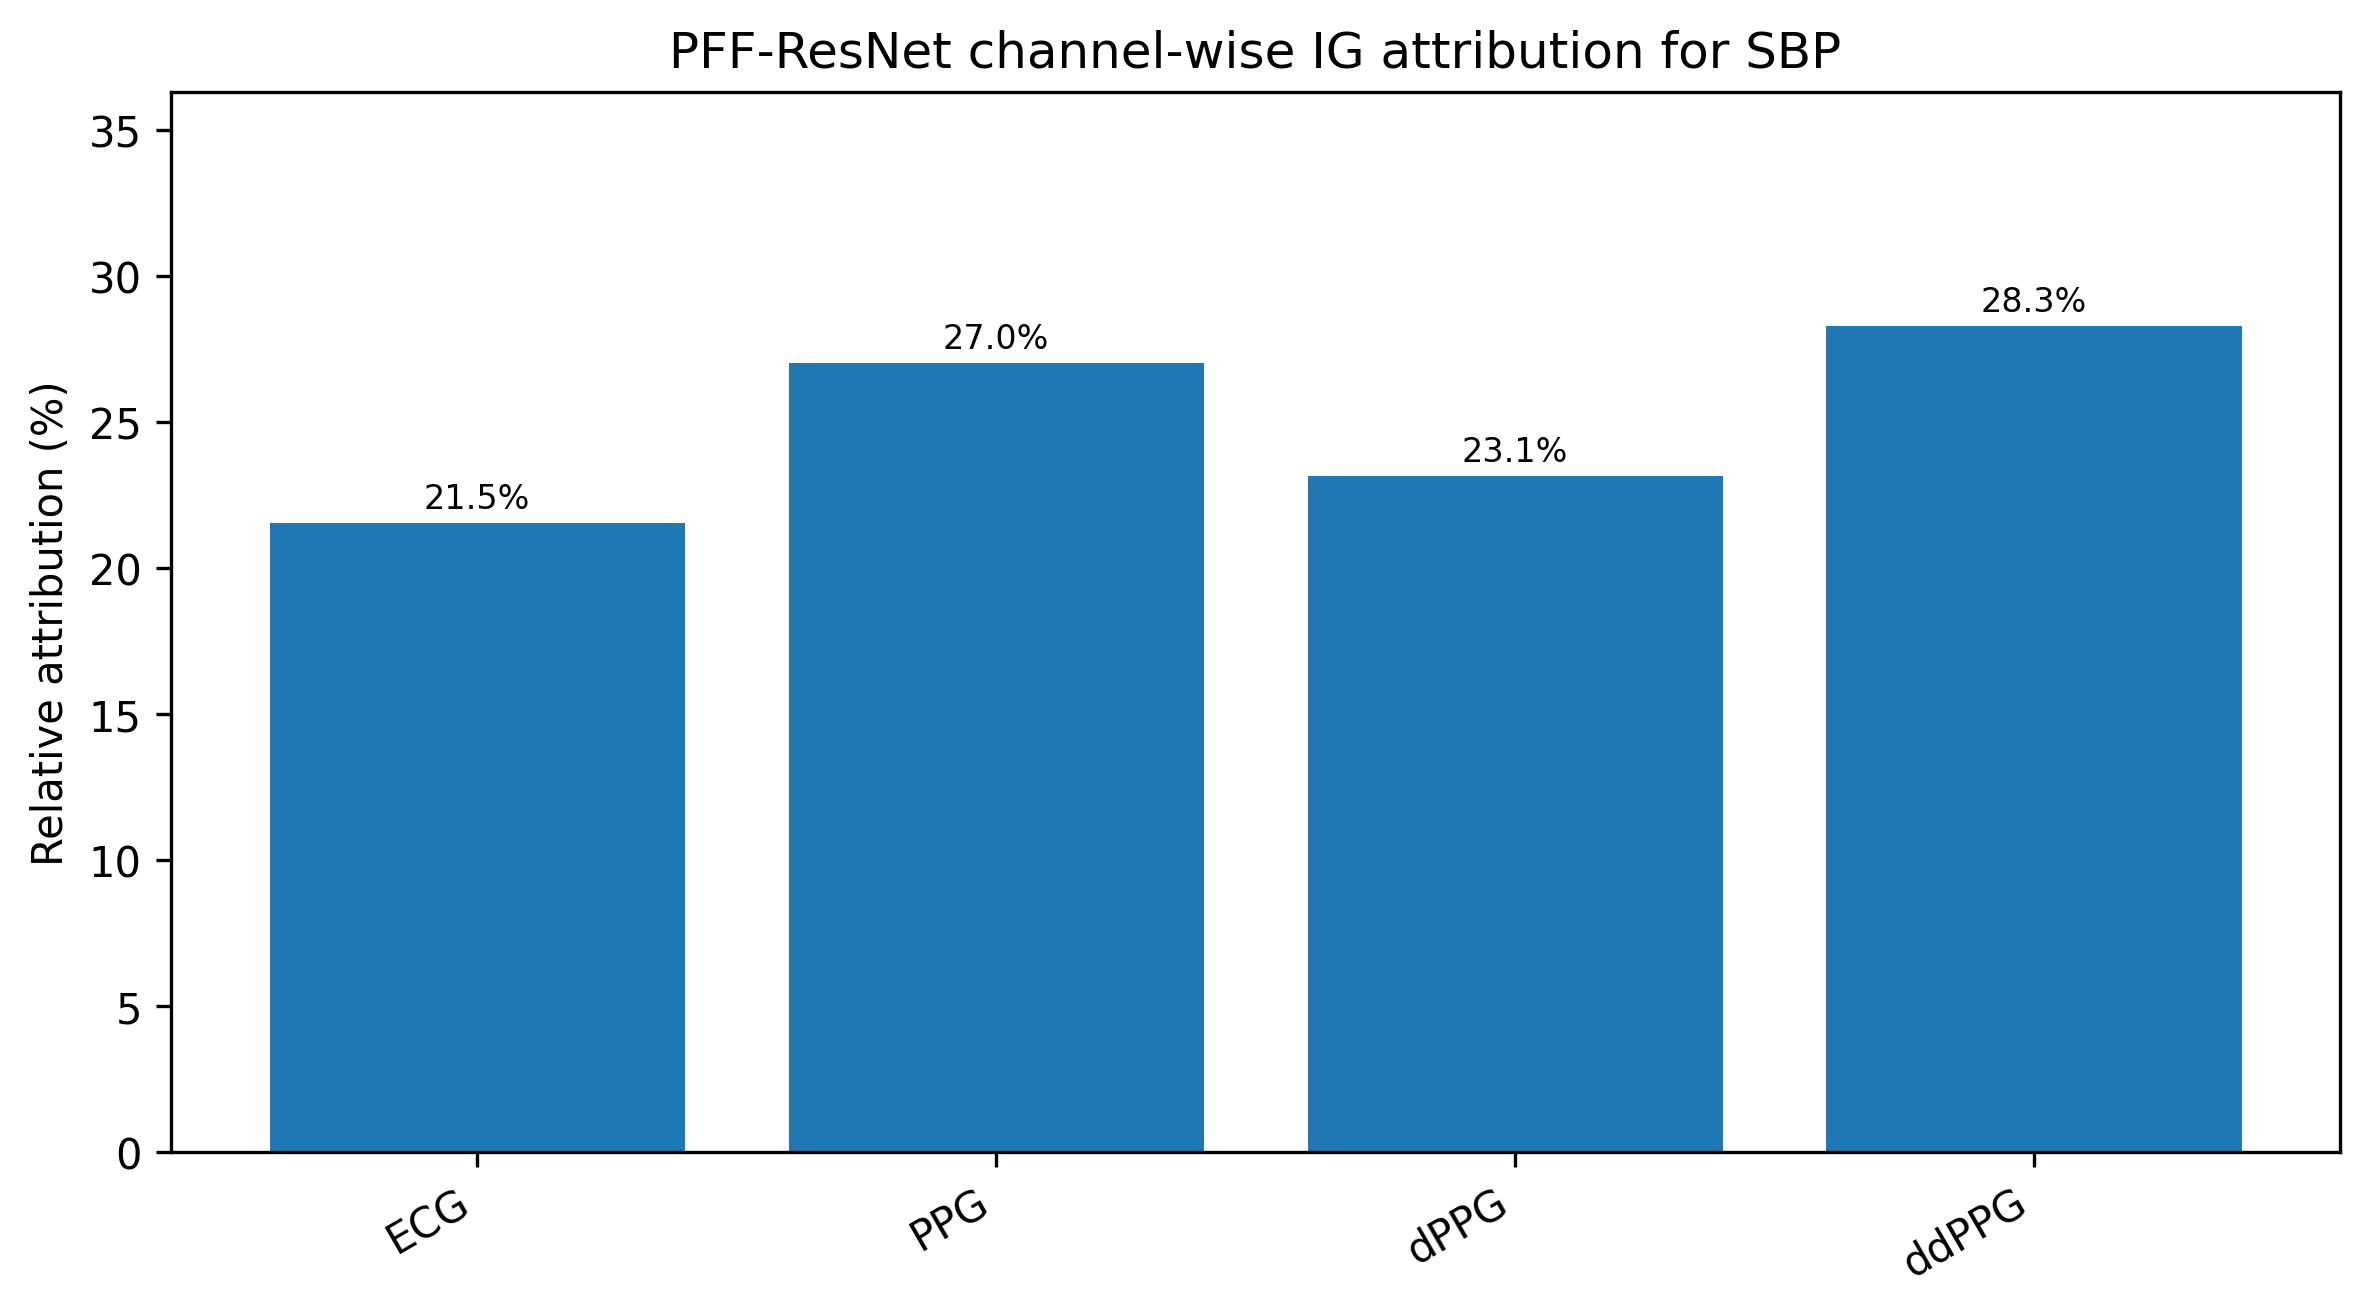 PFF-ResNet channel-wise IG attribution for SBP
Relative attribution (%)
35
30
25
20
15
10
5
0
21.5%
27.0%
23.1%
28.3%
ECG
PPG
dPPG
ddPPG